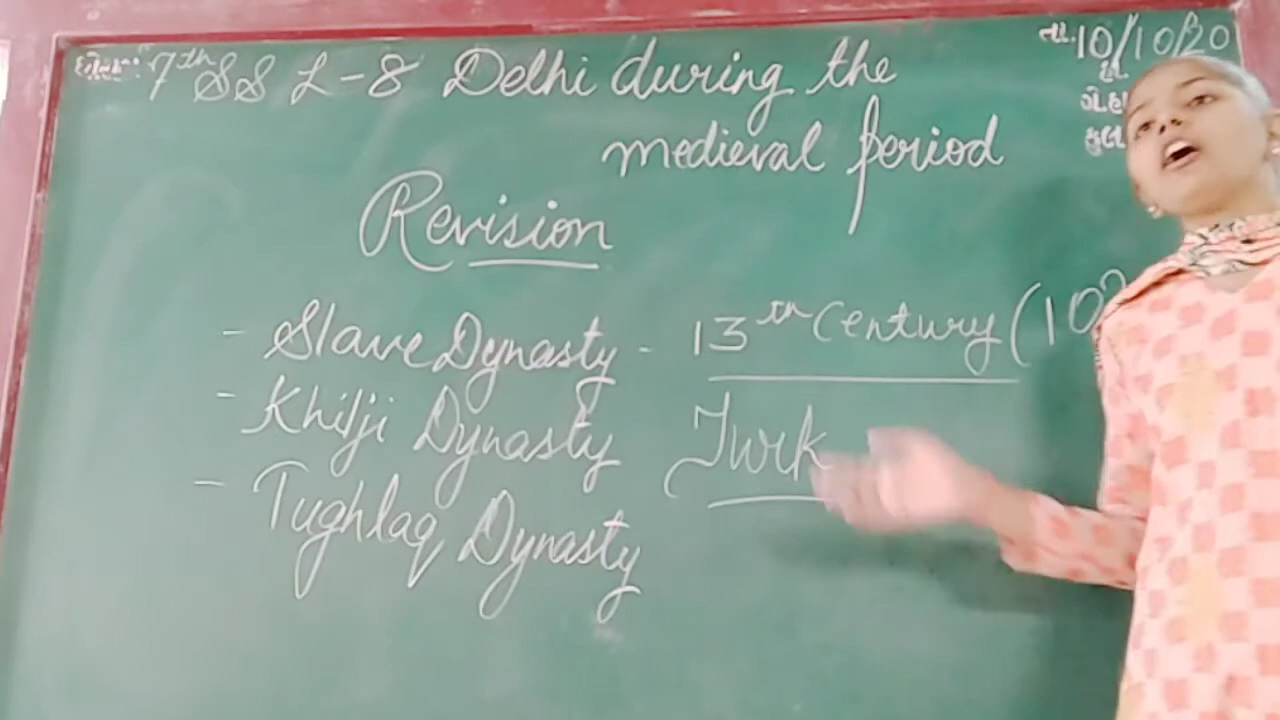 7th SS L-8 Delhi during the
medieval period
તા. 10/10/20
Revision
- Slave Dynasty - 13th Century (10
- Khilji Dynasty Turk
- Tughlaq Dynasty